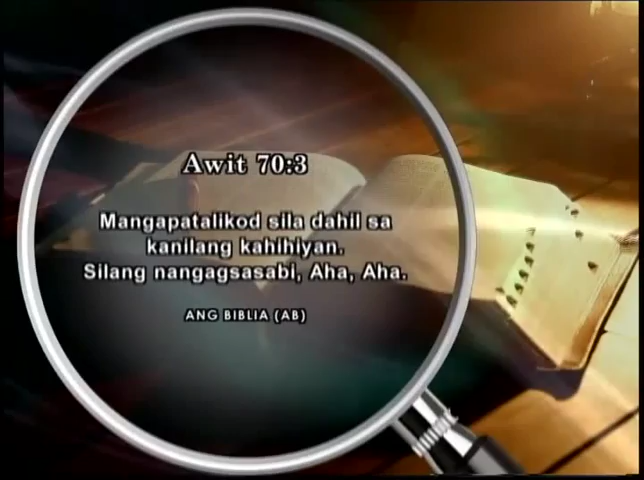 Awit 70:3
Mangapatalikod sila dahil sa
kanilang kahihiyan.
Silang nangagsasabi, Aha, Aha.
ANG BIBLIA (AB)